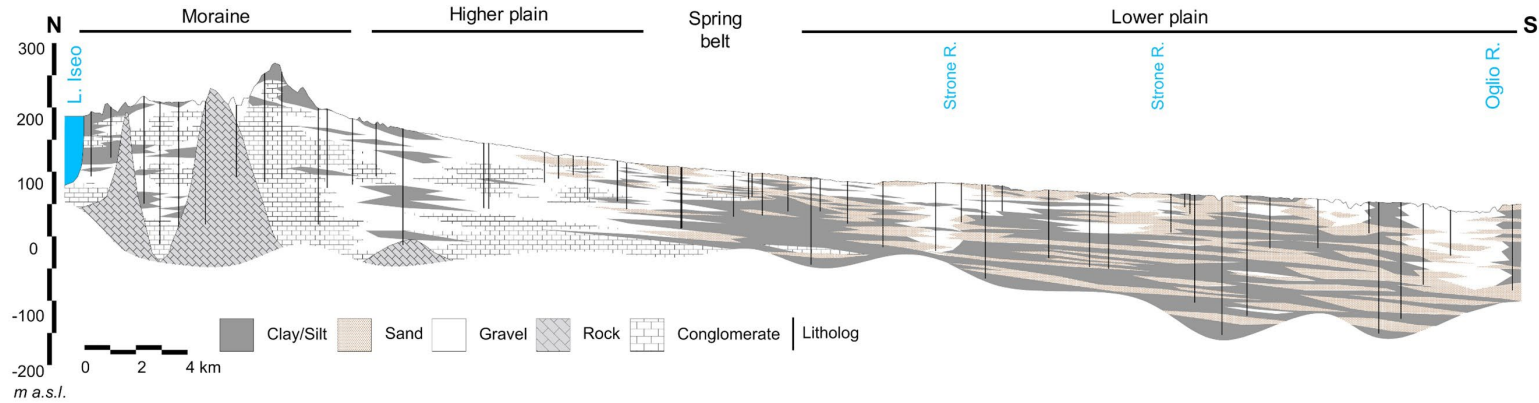 Moraine
Higher plain
Spring
belt
Lower plain
N
S
300
200
100
0
-100
-200
m a.s.l.
L. Iseo
Strone R.
Strone R.
Oglio R.
Clay/Silt
Sand
Gravel
Rock
Conglomerate
Litholog
0 2 4 km